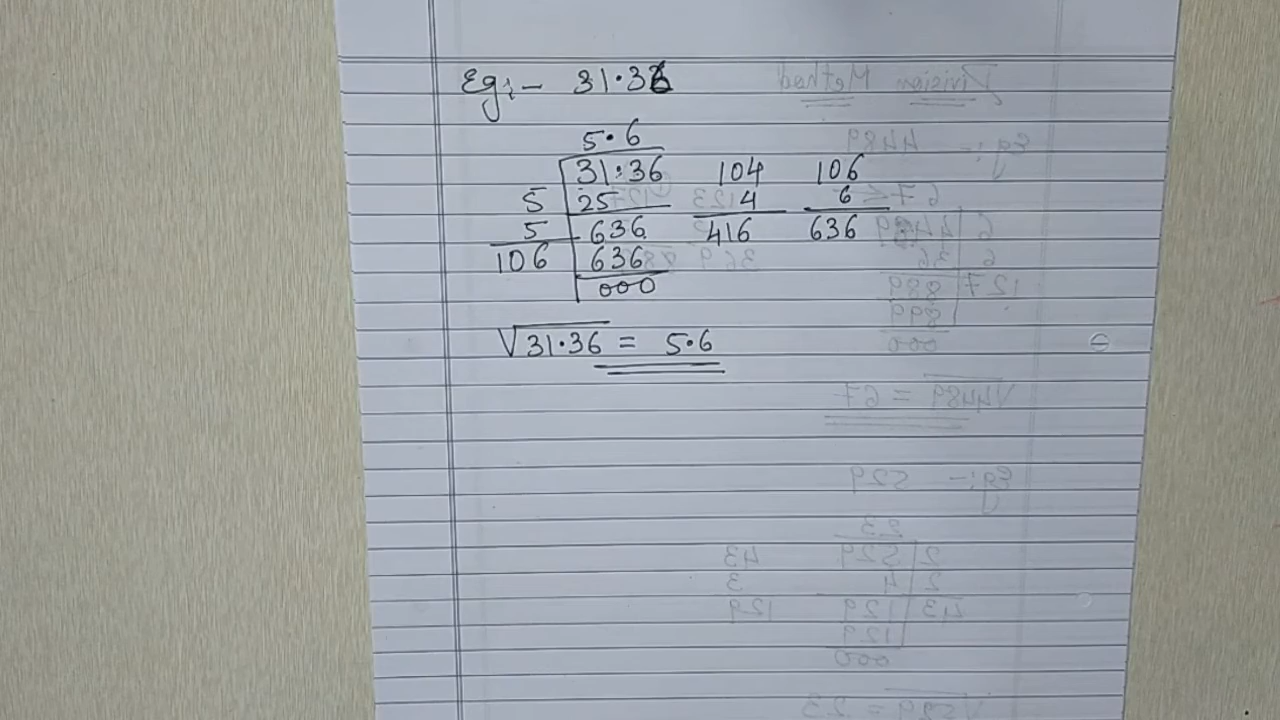 Eg:- 31.36
5.6
31.36 104 106
5 25 4 6
5 636 416 636
106 636
000
√31.36 = 5.6